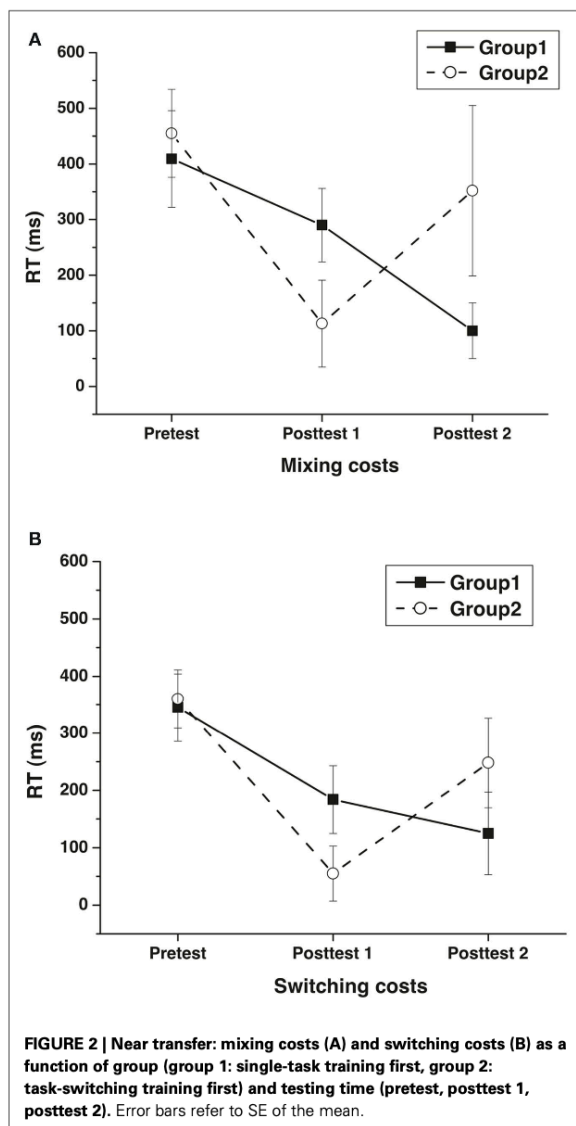 A
600
Group1
Group2
500
400
300
200
100
0
RT (ms)
Pretest Posttest 1 Posttest 2
Mixing costs
B
600
Group1
Group2
500
400
300
200
100
0
RT (ms)
Pretest Posttest 1 Posttest 2
Switching costs
FIGURE 2 | Near transfer: mixing costs (A) and switching costs (B) as a
function of group (group 1: single-task training first, group 2:
task-switching training first) and testing time (pretest, posttest 1,
posttest 2). Error bars refer to SE of the mean.